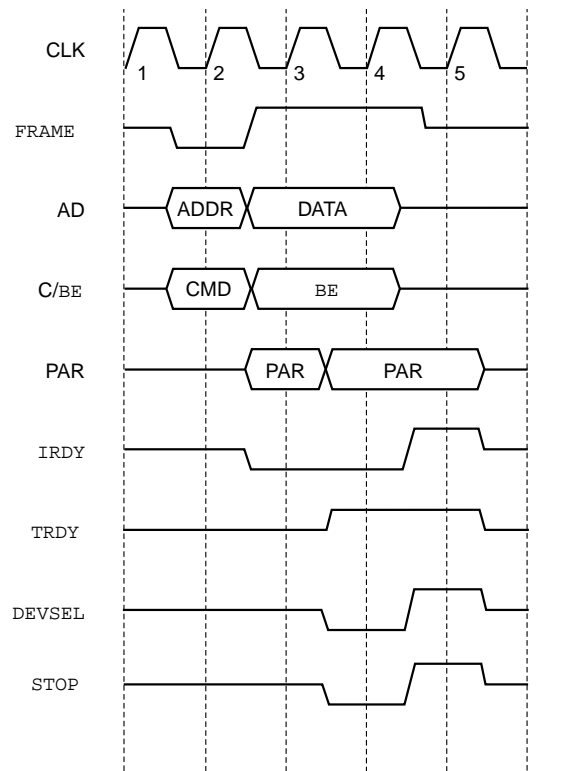 CLK
1 2 3 4 5
FRAME
AD ADDR DATA
C/BE CMD BE
PAR PAR PAR
IRDY
TRDY
DEVSEL
STOP